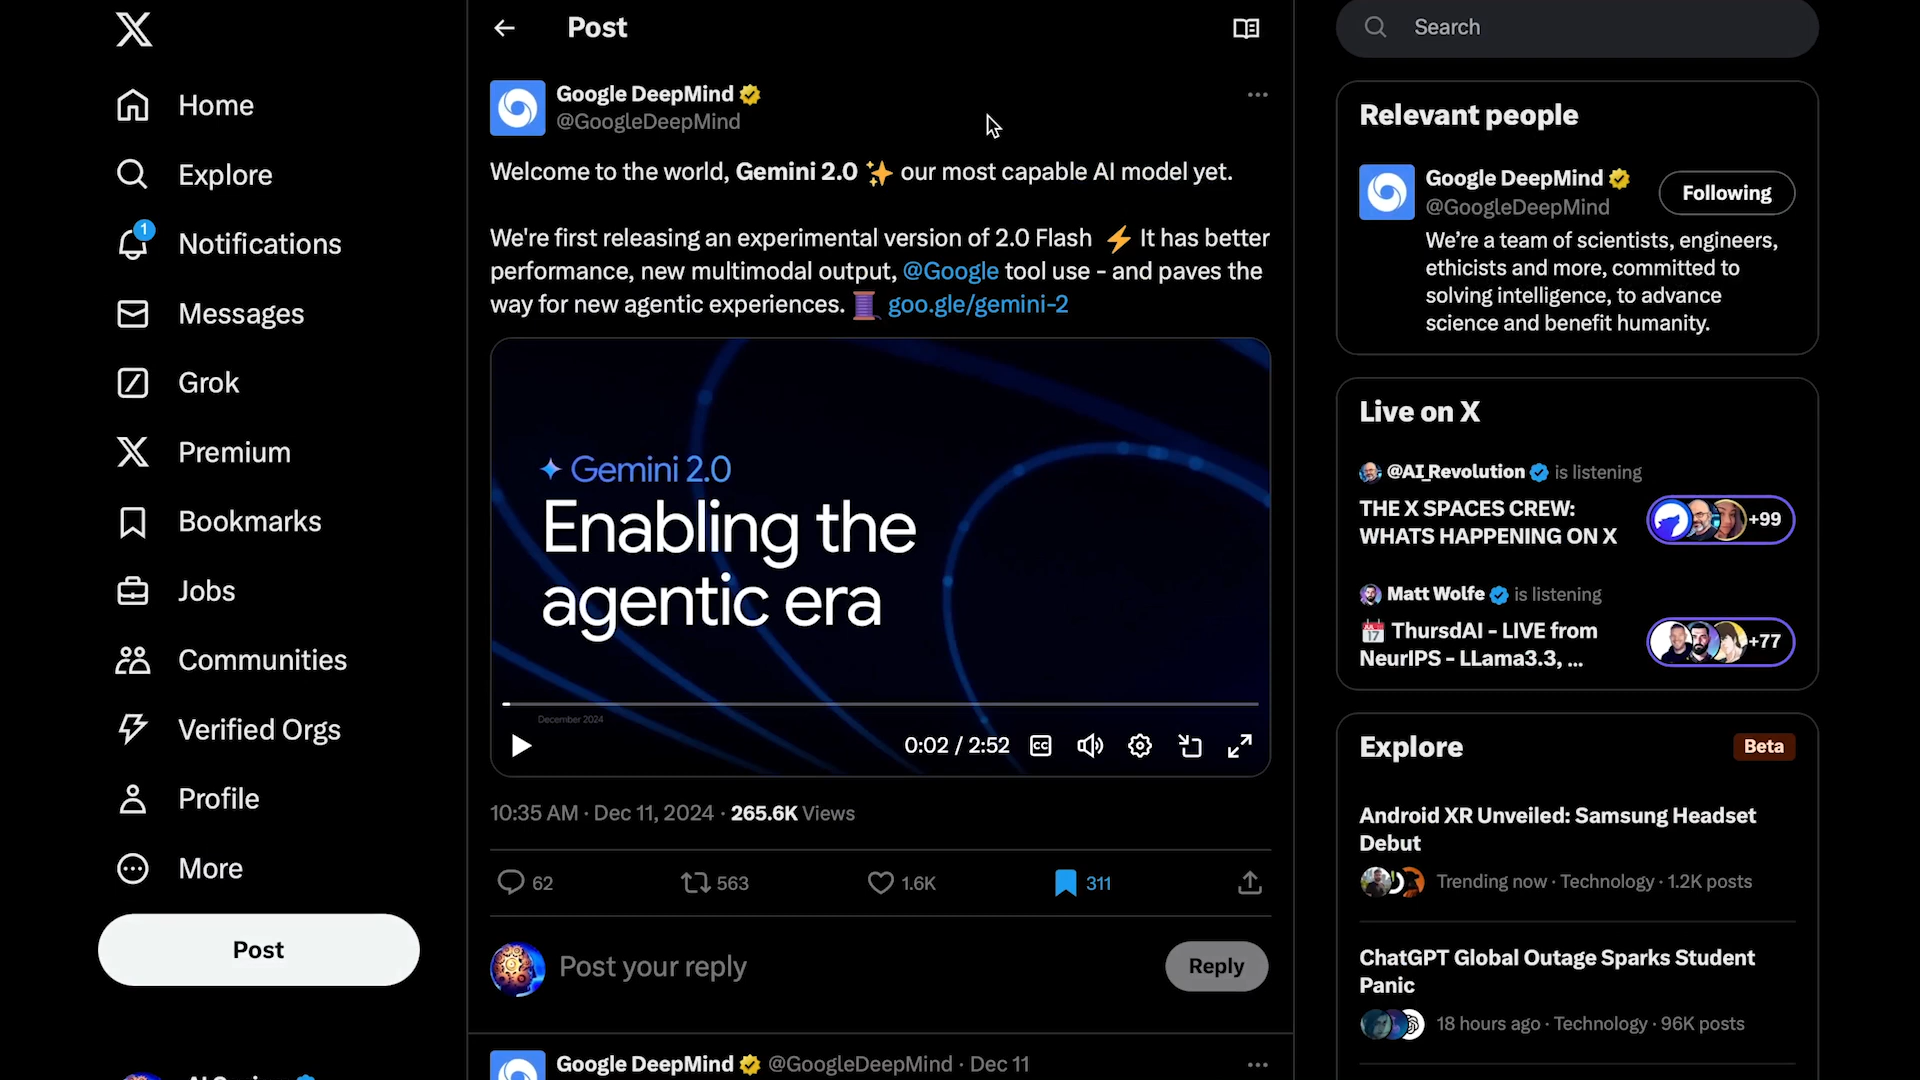 Home
Explore
1
Notifications
Messages
Grok
Premium
Bookmarks
Jobs
Communities
Verified Orgs
Profile
More
Post
Post
Google DeepMind
@GoogleDeepMind
Welcome to the world, Gemini 2.0 ✨ our most capable AI model yet.
We're first releasing an experimental version of 2.0 Flash ⚡ It has better
performance, new multimodal output, @Google tool use - and paves the
way for new agentic experiences. 🧵 goo.gle/gemini-2
Gemini 2.0
Enabling the
agentic era
December 2024
0:02 / 2:52
CC
10:35 AM · Dec 11, 2024 · 265.6K Views
62
563
1.6K
311
Post your reply
Reply
Google DeepMind @GoogleDeepMind · Dec 11
Search
Relevant people
Google DeepMind
@GoogleDeepMind
Following
We're a team of scientists, engineers,
ethicists and more, committed to
solving intelligence, to advance
science and benefit humanity.
Live on X
@AI_Revolution is listening
THE X SPACES CREW:
WHATS HAPPENING ON X
+99
Matt Wolfe is listening
📅 ThursdAI - LIVE from
NeurIPS - LLama3.3, ...
+77
Explore
Beta
Android XR Unveiled: Samsung Headset
Debut
Trending now · Technology · 1.2K posts
ChatGPT Global Outage Sparks Student
Panic
18 hours ago · Technology · 96K posts